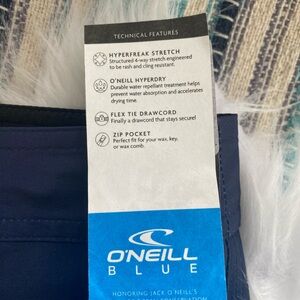 TECHNICAL FEATURES
HYPERFREAK STRETCH
Structured 4-way stretch engineered
to be rash and cling resistant.
O'NEILL HYPERDRY
Durable water repellant treatment helps
prevent water absorption and accelerates
drying time.
FLEX TIE DRAWCORD
Finally a drawcord that stays secure!
ZIP POCKET
Perfect fit for your wax, key,
or wax comb.
O'NEILL
BLUE
HONORING JACK O'NEILL'S